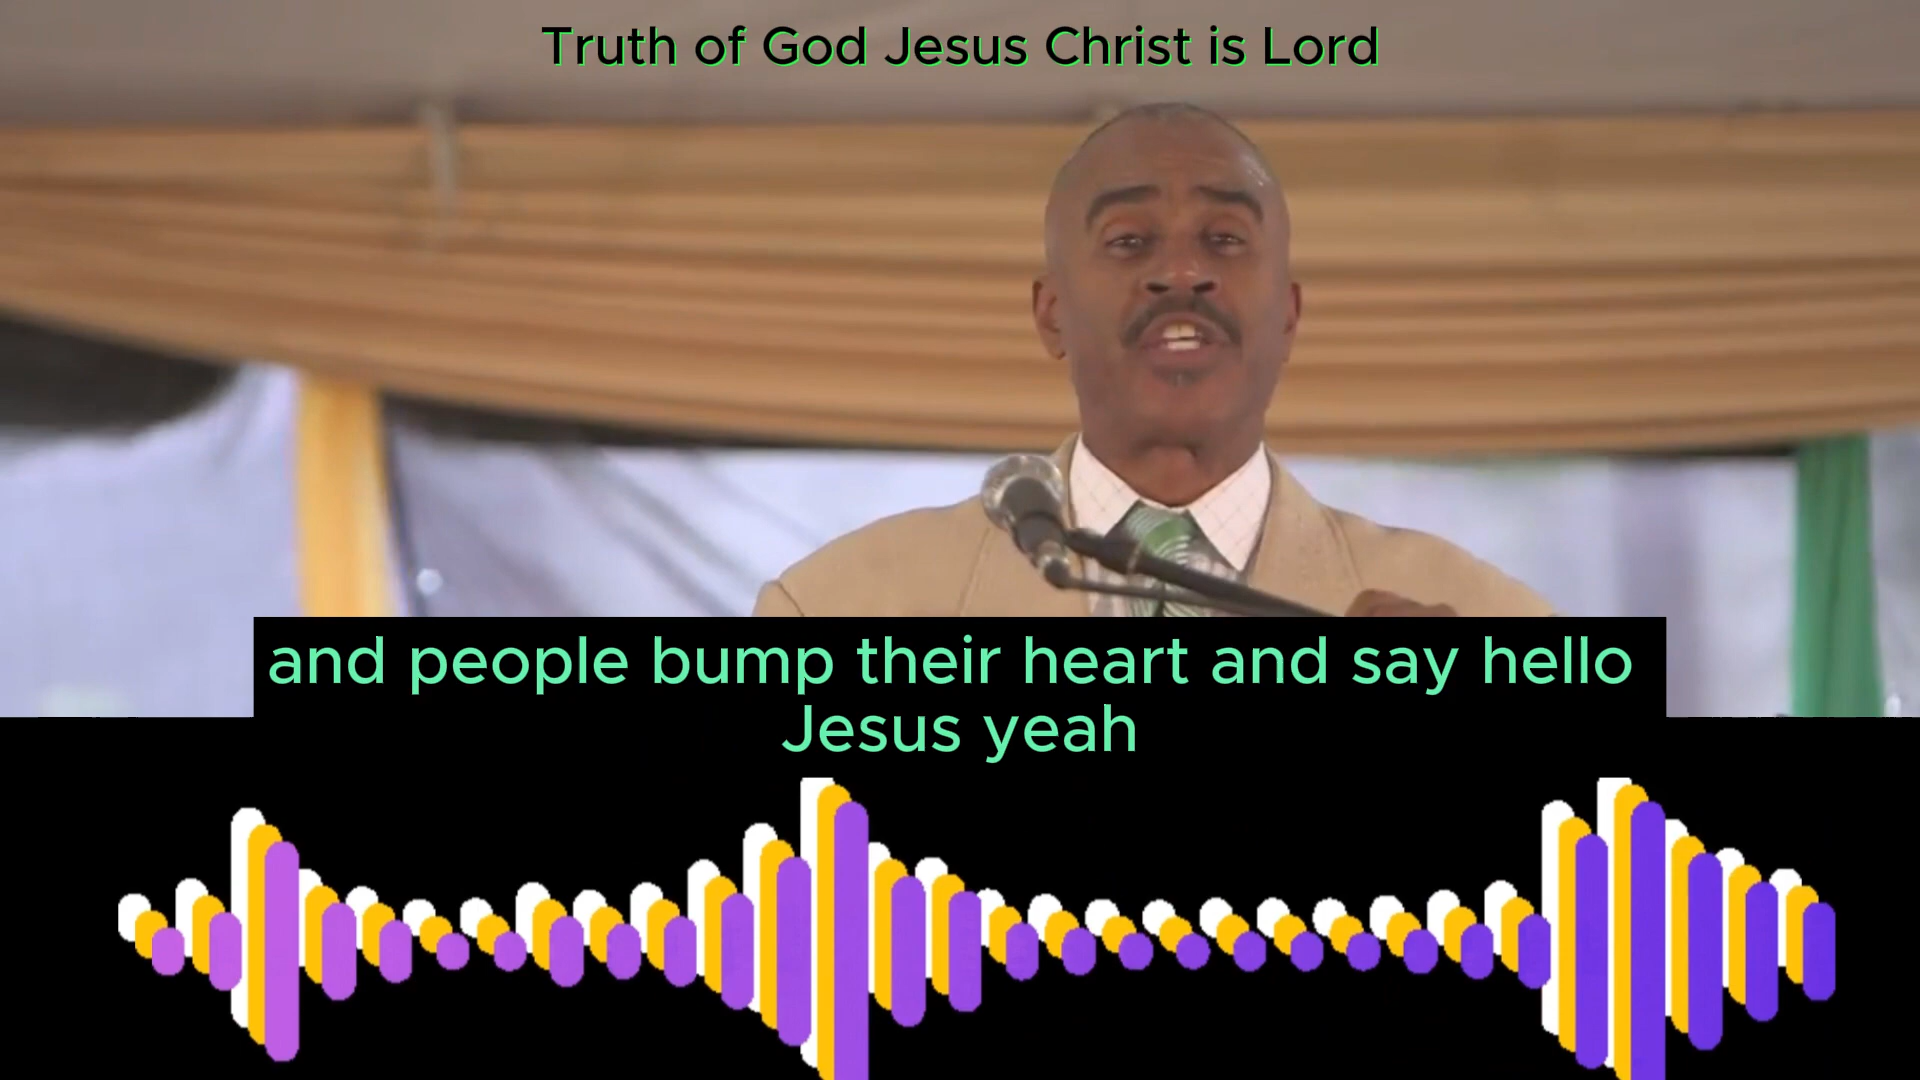 Truth of God Jesus Christ is Lord
and people bump their heart and say hello
Jesus yeah